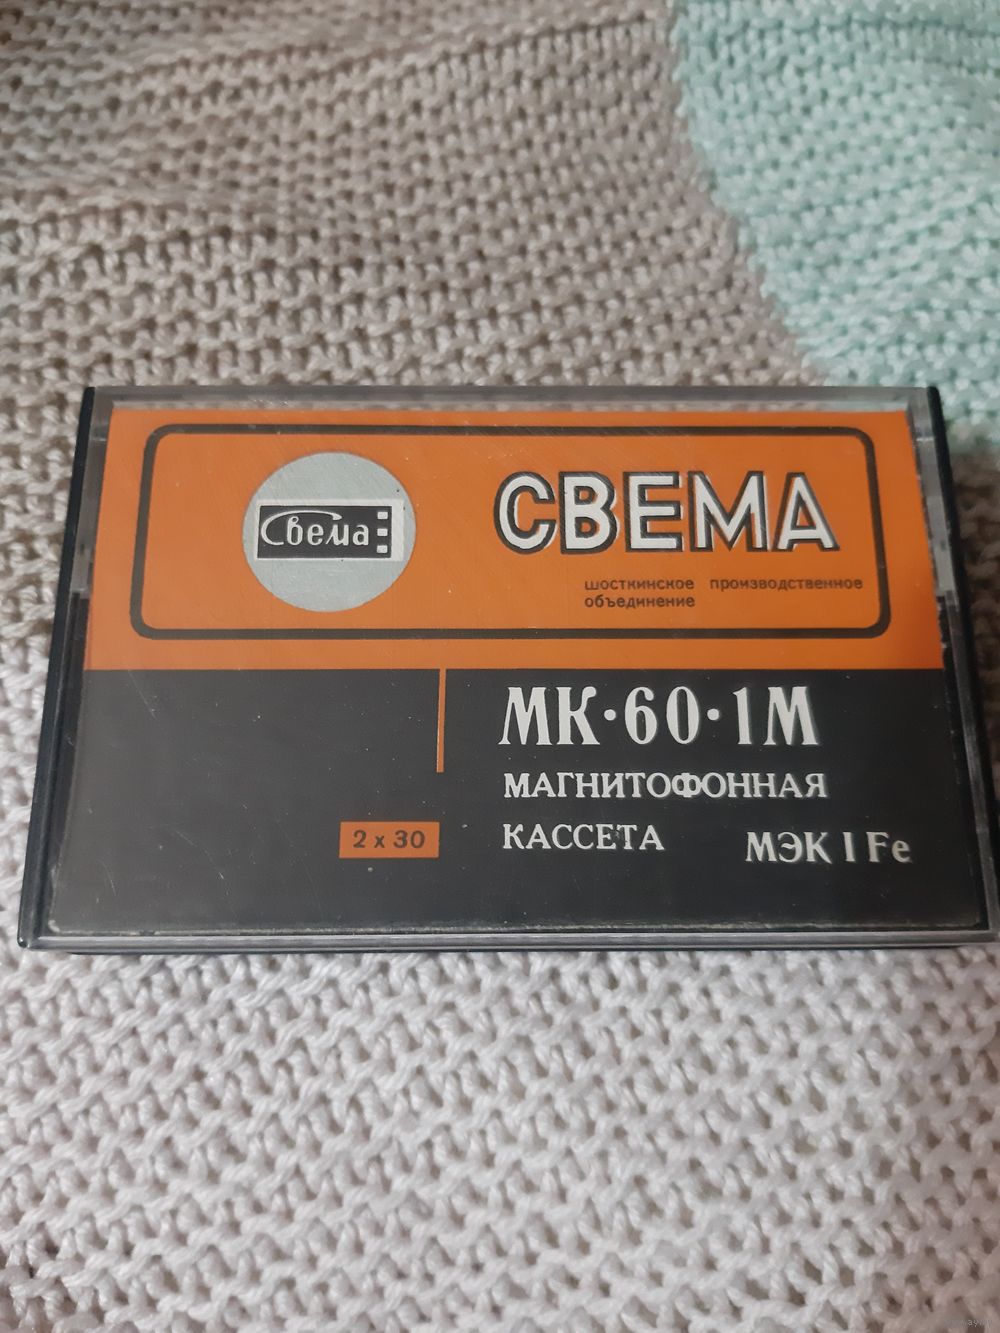 Свема
СВЕМА
шосткинское производственное
объединение
МК·60·1М
МАГНИТОФОННАЯ
КАССЕТА
МЭК I Fe
2 x 30